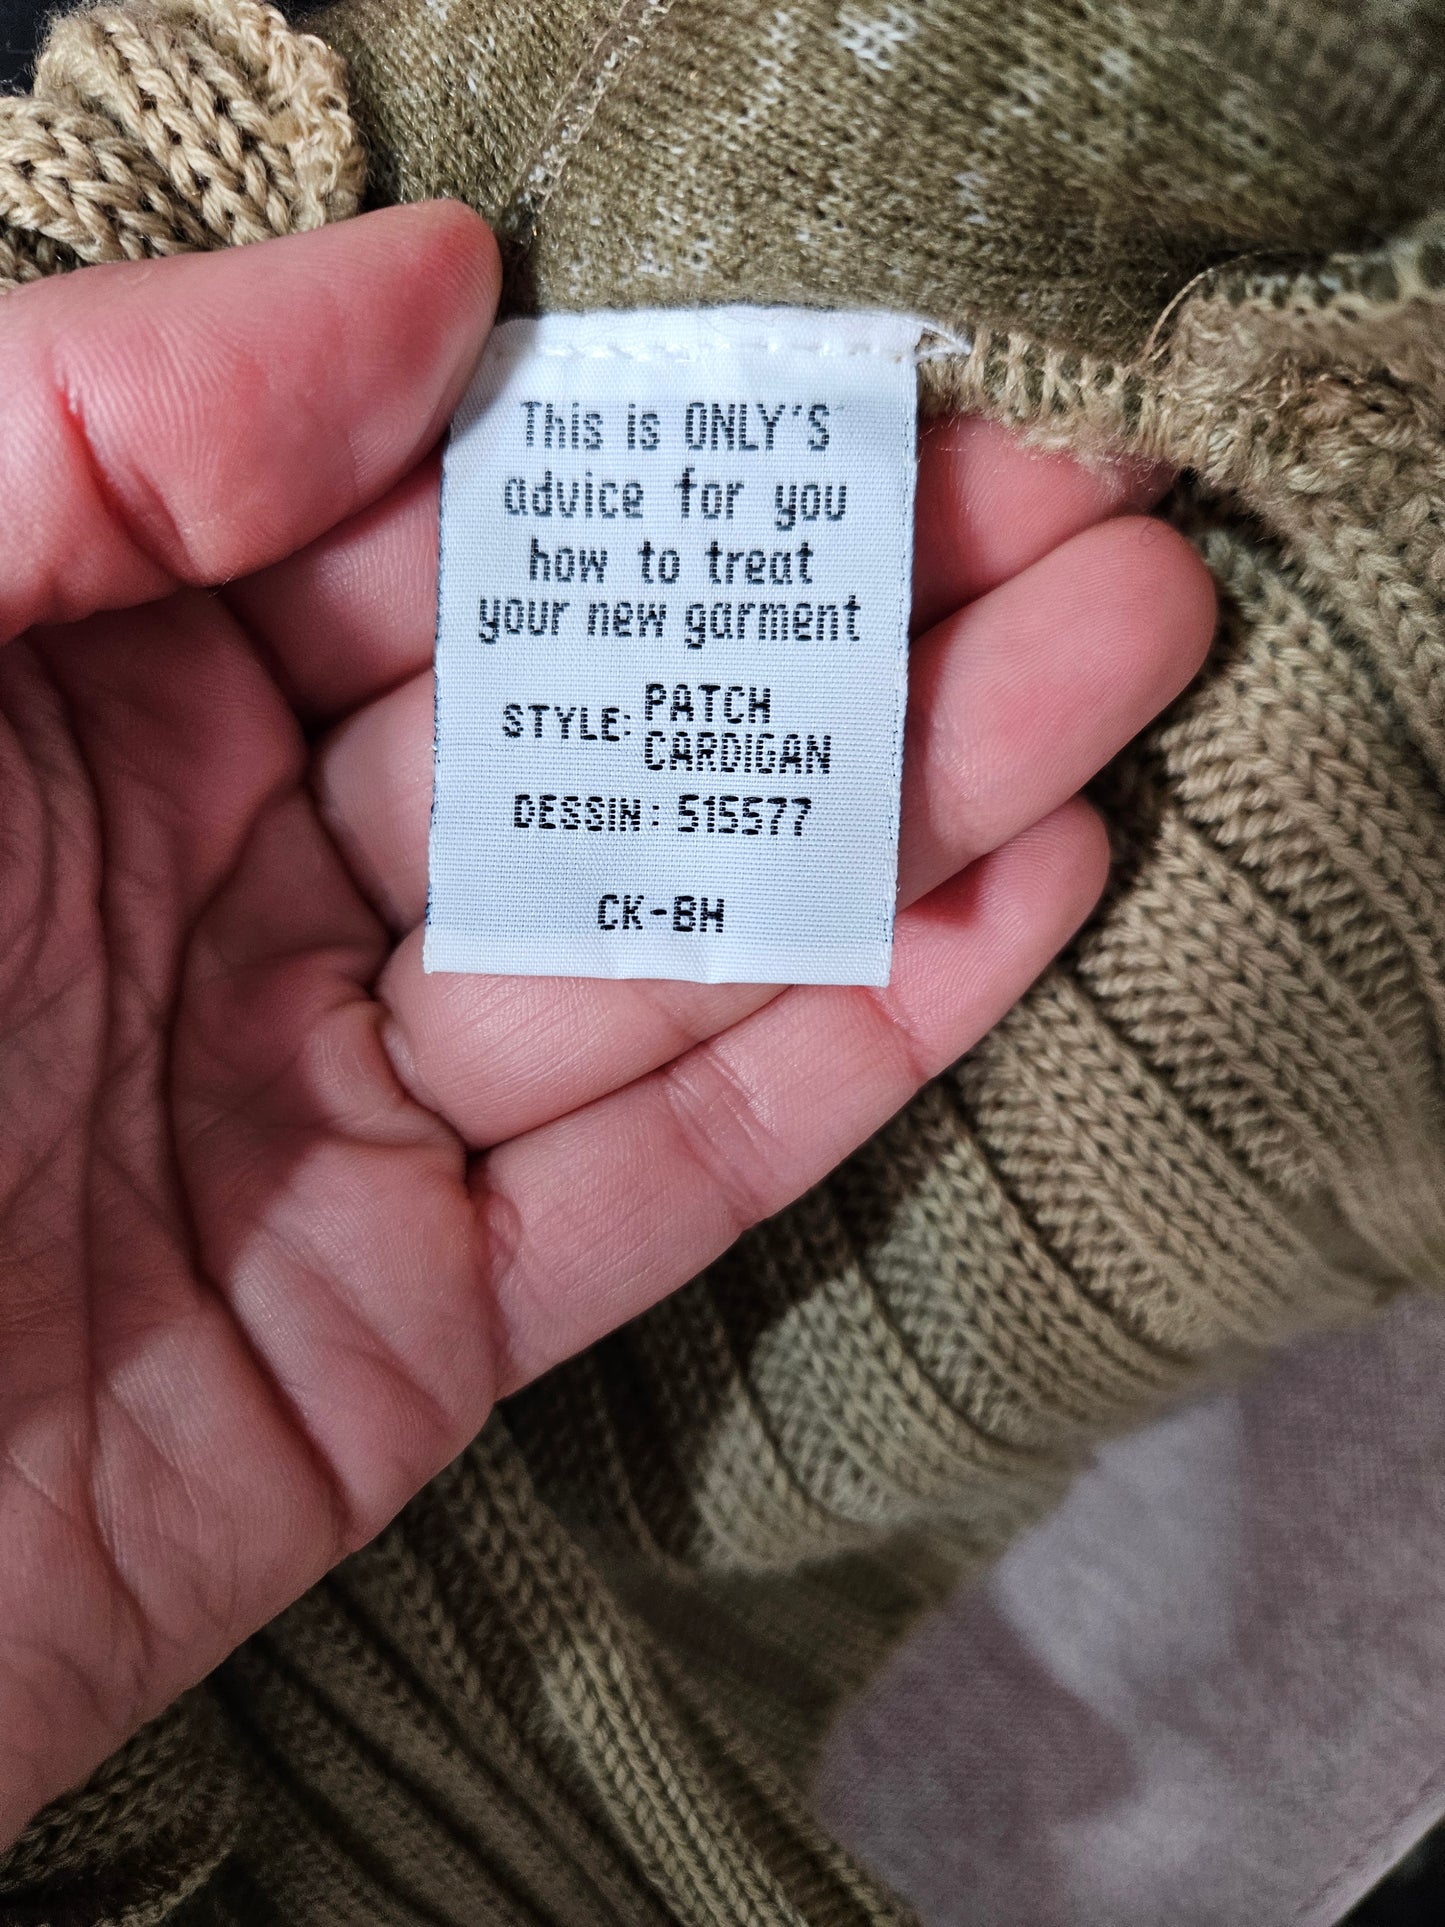 This is ONLY'S
advice for you
how to treat
your new garment
STYLE: PATCH
CARDIGAN
DESSIN: 515577
CK-BH